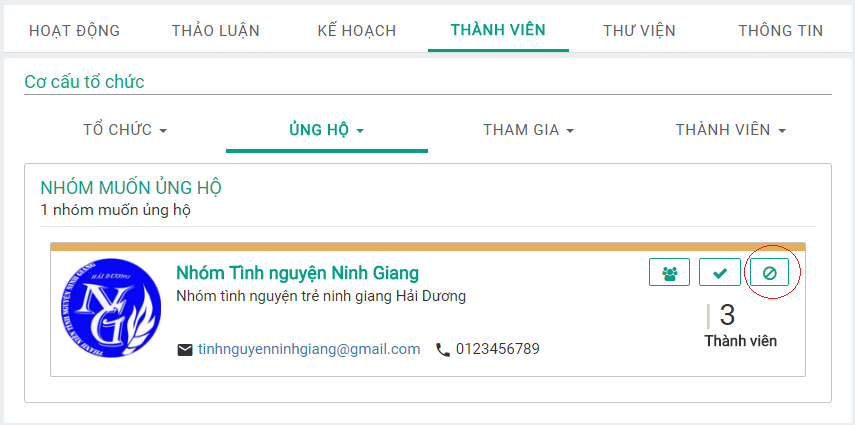 HOẠT ĐỘNG THẢO LUẬN KẾ HOẠCH THÀNH VIÊN THƯ VIỆN THÔNG TIN
Cơ cấu tổ chức
TỔ CHỨC ỦNG HỘ THAM GIA THÀNH VIÊN
NHÓM MUỐN ỦNG HỘ
1 nhóm muốn ủng hộ
HẢI DƯƠNG
NG
Nhóm Tình nguyện Ninh Giang
Nhóm tình nguyện trẻ ninh giang Hải Dương
| 3
Thành viên
tinhnguyenninhgiang@gmail.com 0123456789